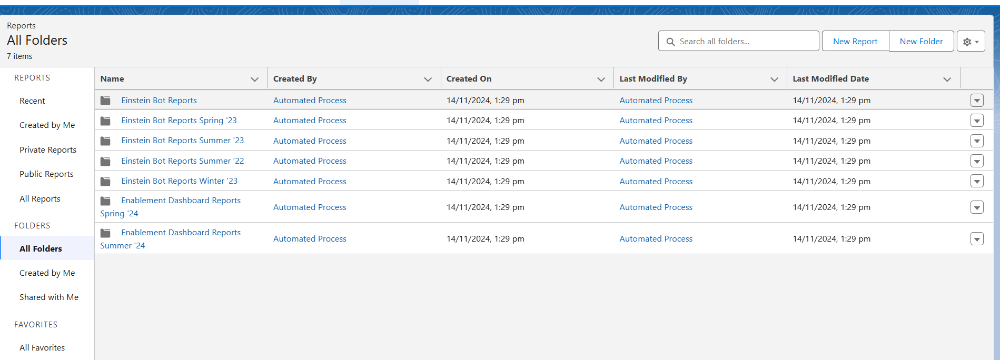 Reports
All Folders
7 items
Search all folders...
New Report
New Folder
REPORTS
Recent
Created by Me
Private Reports
Public Reports
All Reports
FOLDERS
All Folders
Created by Me
Shared with Me
FAVORITES
All Favorites
Name Created By Created On Last Modified By Last Modified Date
Einstein Bot Reports Automated Process 14/11/2024, 1:29 pm Automated Process 14/11/2024, 1:29 pm
Einstein Bot Reports Spring '23 Automated Process 14/11/2024, 1:29 pm Automated Process 14/11/2024, 1:29 pm
Einstein Bot Reports Summer '23 Automated Process 14/11/2024, 1:29 pm Automated Process 14/11/2024, 1:29 pm
Einstein Bot Reports Summer ’22 Automated Process 14/11/2024, 1:29 pm Automated Process 14/11/2024, 1:29 pm
Einstein Bot Reports Winter '23 Automated Process 14/11/2024, 1:29 pm Automated Process 14/11/2024, 1:29 pm
Enablement Dashboard Reports
Spring '24 Automated Process 14/11/2024, 1:29 pm Automated Process 14/11/2024, 1:29 pm
Enablement Dashboard Reports
Summer '24 Automated Process 14/11/2024, 1:29 pm Automated Process 14/11/2024, 1:29 pm